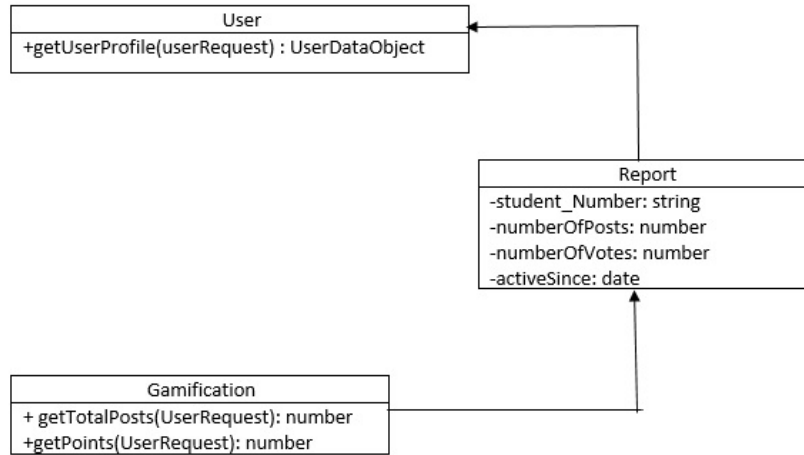 User
+getUserProfile(userRequest) : UserDataObject
Report
-student_Number: string
-numberOfPosts: number
-numberOfVotes: number
-activeSince: date
Gamification
+ getTotalPosts(UserRequest): number
+getPoints(UserRequest): number